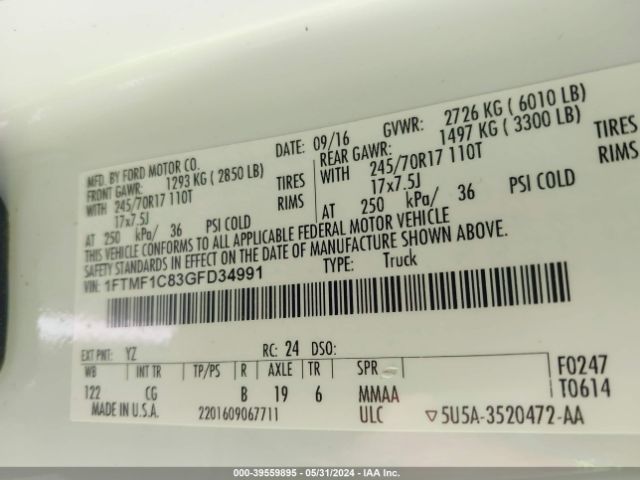 MFD. BY FORD MOTOR CO. DATE: 09/16 GVWR: 2726 KG ( 6010 LB)
FRONT GAWR: 1293 KG ( 2850 LB) REAR GAWR: 1497 KG ( 3300 LB)
WITH 245/70R17 110T TIRES WITH 245/70R17 110T TIRES
17x7.5J RIMS 17x7.5J RIMS
AT 250 kPa/ 36 PSI COLD AT 250 kPa/ 36 PSI COLD
THIS VEHICLE CONFORMS TO ALL APPLICABLE FEDERAL MOTOR VEHICLE
SAFETY STANDARDS IN EFFECT ON THE DATE OF MANUFACTURE SHOWN ABOVE.
VIN: 1FTMF1C83GFD34991 TYPE: Truck
EXT PNT: YZ RC: 24 DSO:
WB INT TR TP/PS R AXLE TR SPR F0247
122 CG B 19 6 MMAA T0614
MADE IN U.S.A. 2201609067711 ULC ▽5U5A-3520472-AA
000-39559895 - 05/31/2024 - IAA Inc.